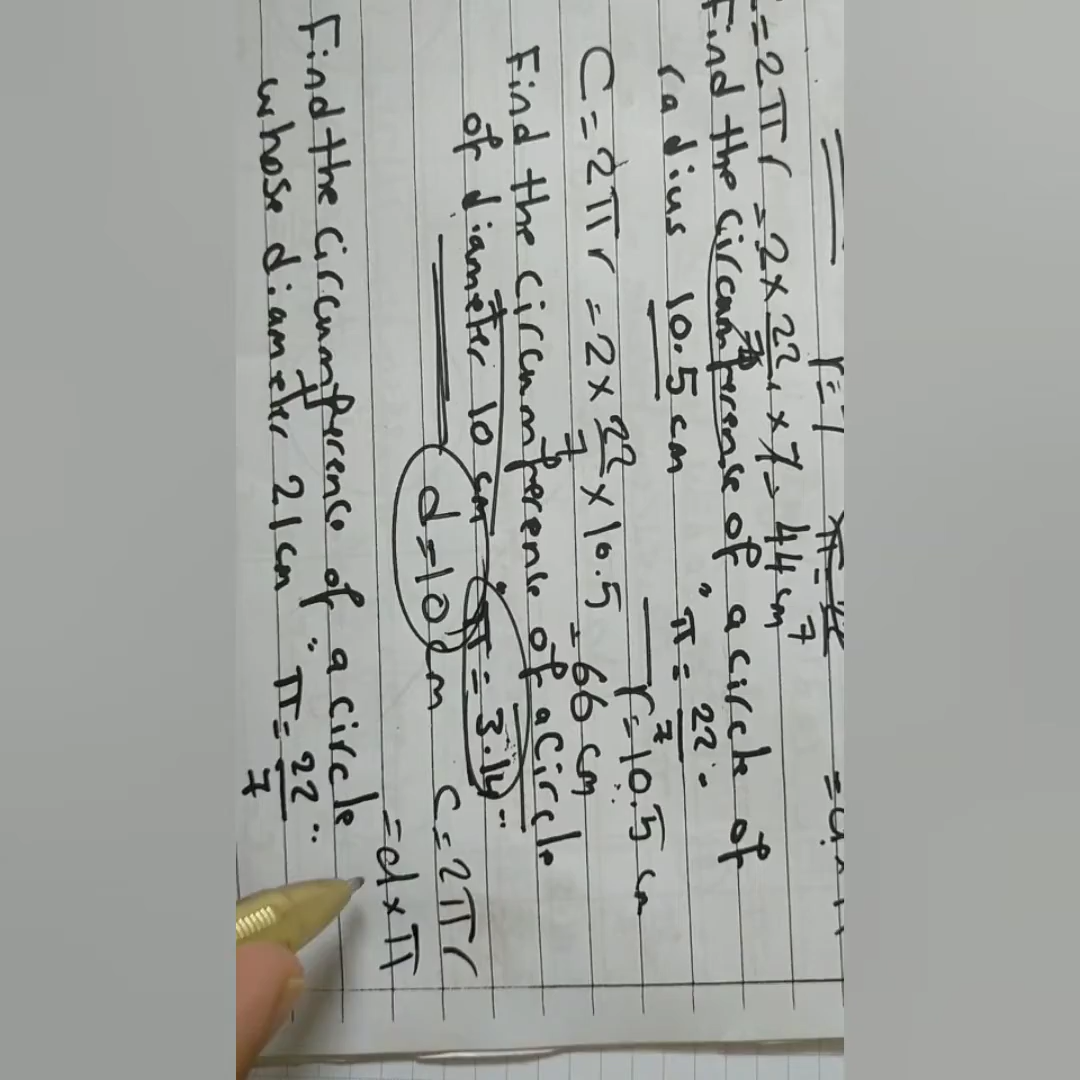 r=7
C=2πr = 2×22/7×7= 44 cm
Find the circumference of a circle of
radius 10.5 cm "π = 22/7"
r=10.5 cm
C=2πr = 2×22/7×10.5 = 66 cm
Find the circumference of a circle
of diameter 10 cm "π = 3.14"
d=10 cm C=2πr
=d×π
Find the circumference of a circle
whose diameter 21 cm "π=22/7"